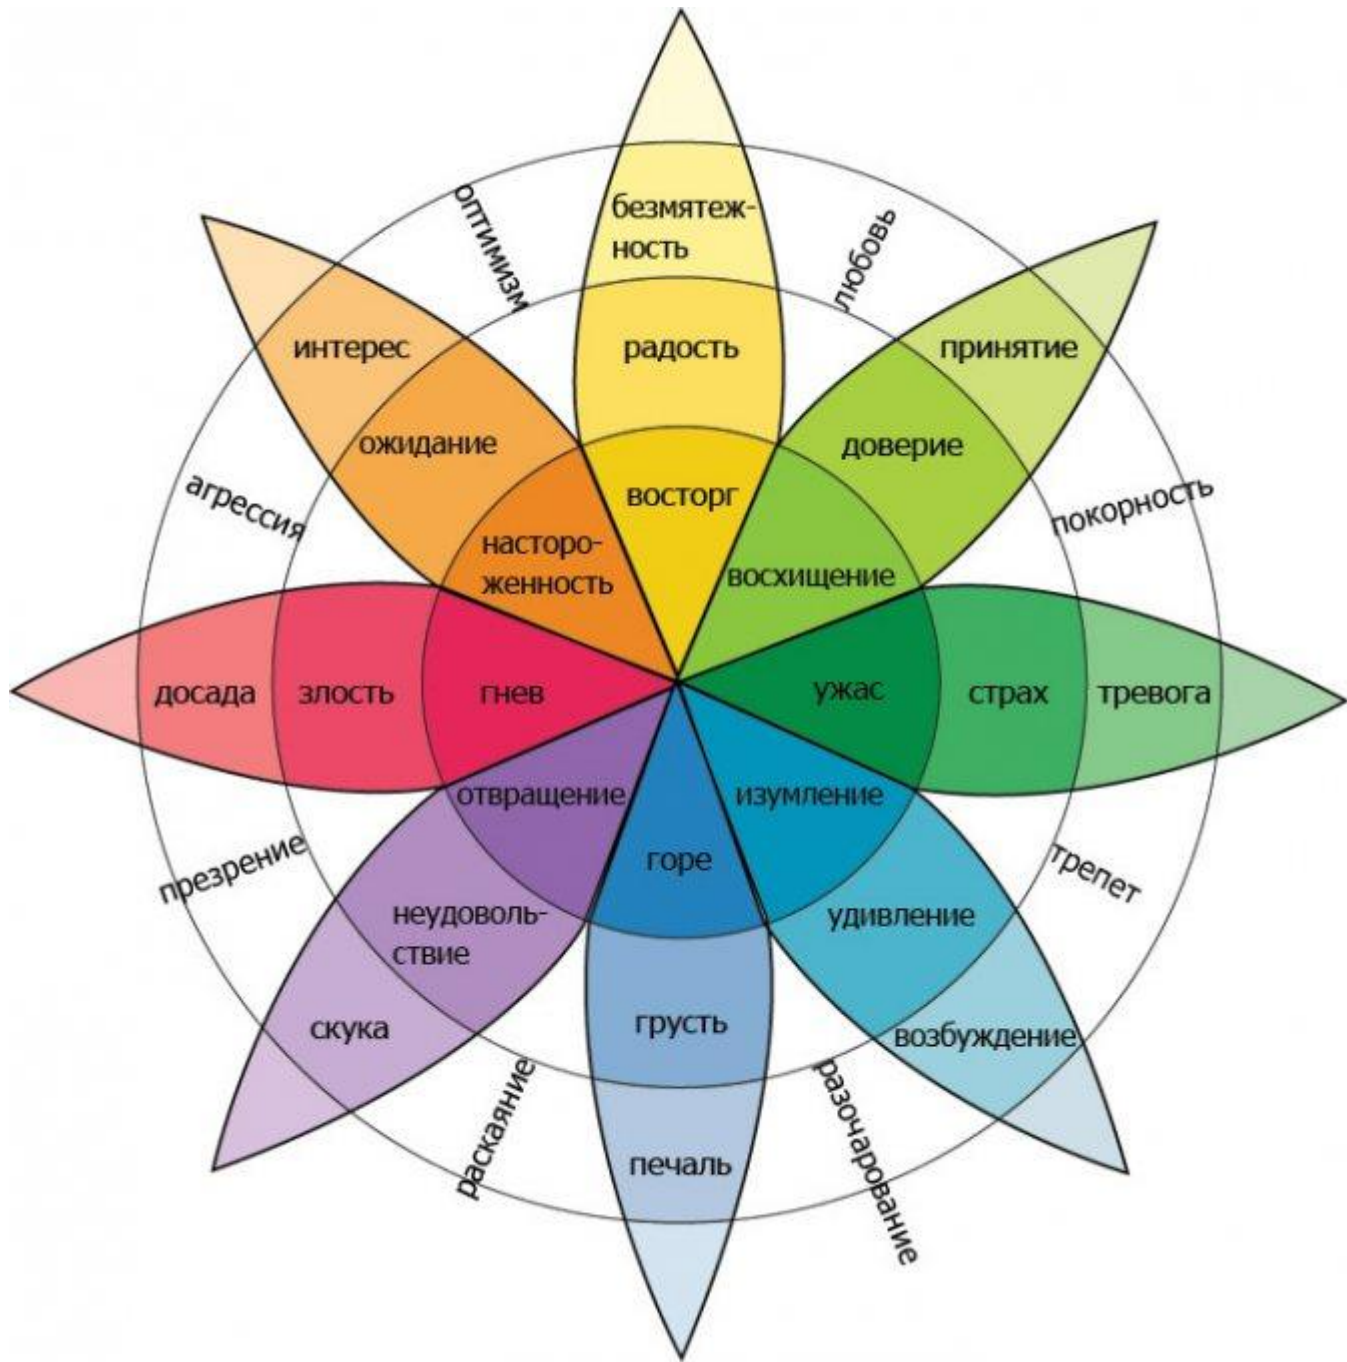 безмятеж-
ность
оптимизм
любовь
интерес
радость
принятие
ожидание
доверие
восторг
агрессия
покорность
насторо-
женность
восхищение
досада
злость
гнев
ужас
страх
тревога
отвращение
изумление
горе
презрение
трепет
неудоволь-
ствие
удивление
скука
грусть
возбуждение
раскаяние
разочарование
печаль